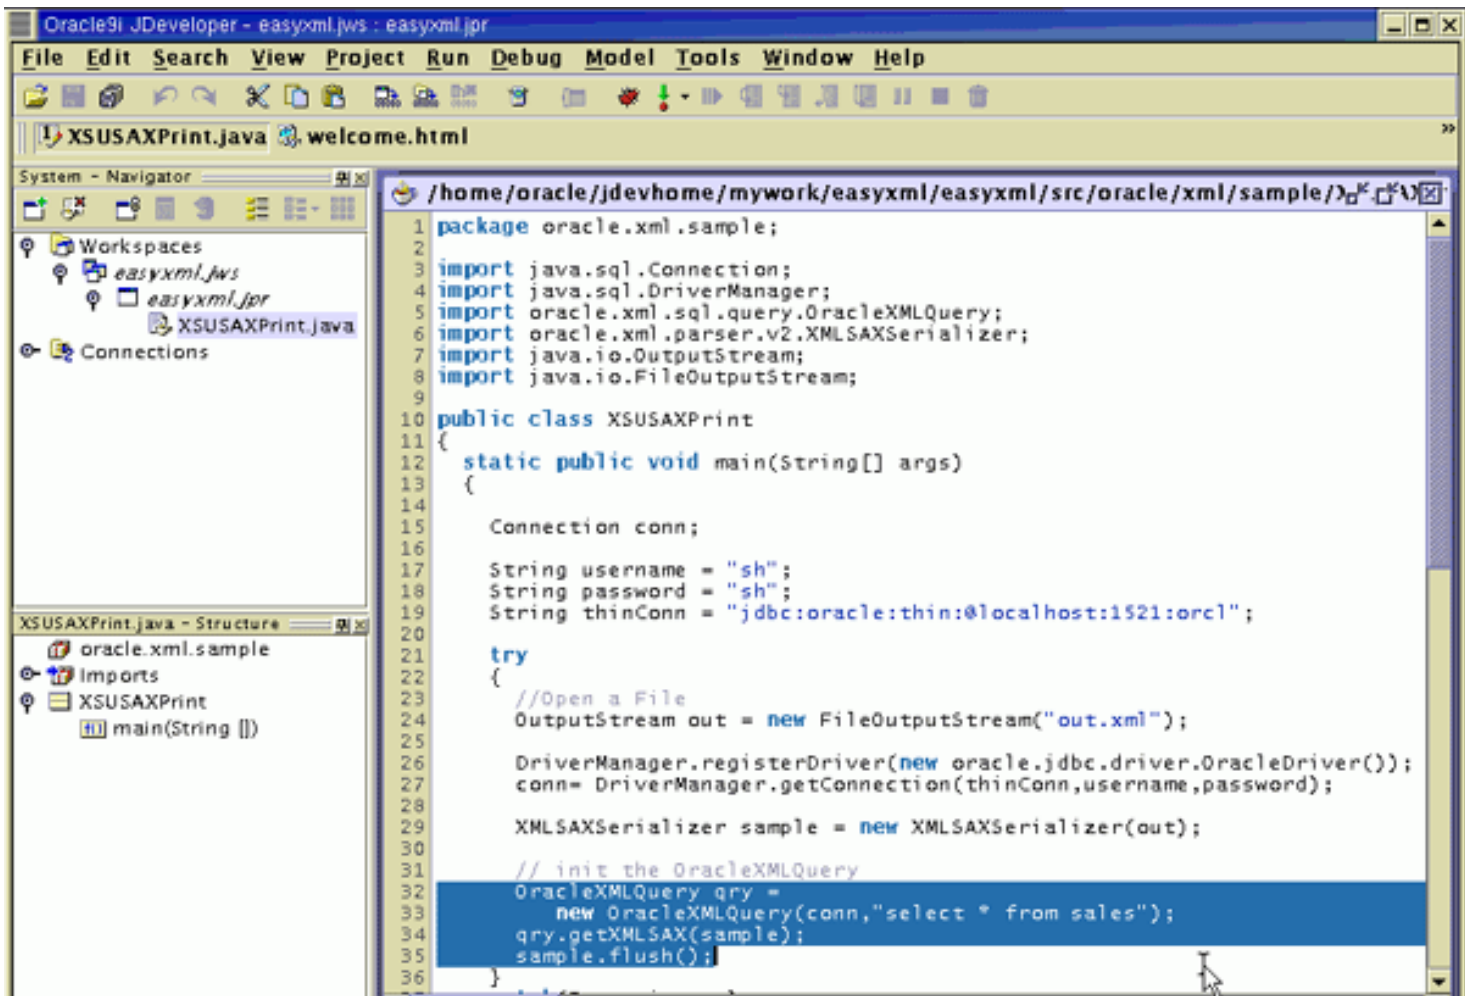 Oracle9i JDeveloper - easyxml.jws : easyxml.jpr
File Edit Search View Project Run Debug Model Tools Window Help
XSUSAXPrint.java welcome.html
System - Navigator
Workspaces
easyxml.jws
easyxml.jpr
XSUSAXPrint.java
Connections
XSUSAXPrint.java - Structure
oracle.xml.sample
Imports
XSUSAXPrint
main(String [])
/home/oracle/jdevhome/mywork/easyxml/easyxml/src/oracle/xml/sample/
1 package oracle.xml.sample;
2
3 import java.sql.Connection;
4 import java.sql.DriverManager;
5 import oracle.xml.sql.query.OracleXMLQuery;
6 import oracle.xml.parser.v2.XMLSAXSerializer;
7 import java.io.OutputStream;
8 import java.io.FileOutputStream;
9
10 public class XSUSAXPrint
11 {
12 static public void main(String[] args)
13 {
14
15 Connection conn;
16
17 String username = "sh";
18 String password = "sh";
19 String thinConn = "jdbc:oracle:thin:@localhost:1521:orcl";
20
21 try
22 {
23 //Open a File
24 OutputStream out = new FileOutputStream("out.xml");
25
26 DriverManager.registerDriver(new oracle.jdbc.driver.OracleDriver());
27 conn= DriverManager.getConnection(thinConn,username,password);
28
29 XMLSAXSerializer sample = new XMLSAXSerializer(out);
30
31 // init the OracleXMLQuery
32 OracleXMLQuery qry =
33 new OracleXMLQuery(conn,"select * from sales");
34 qry.getXMLSAX(sample);
35 sample.flush();
36 }